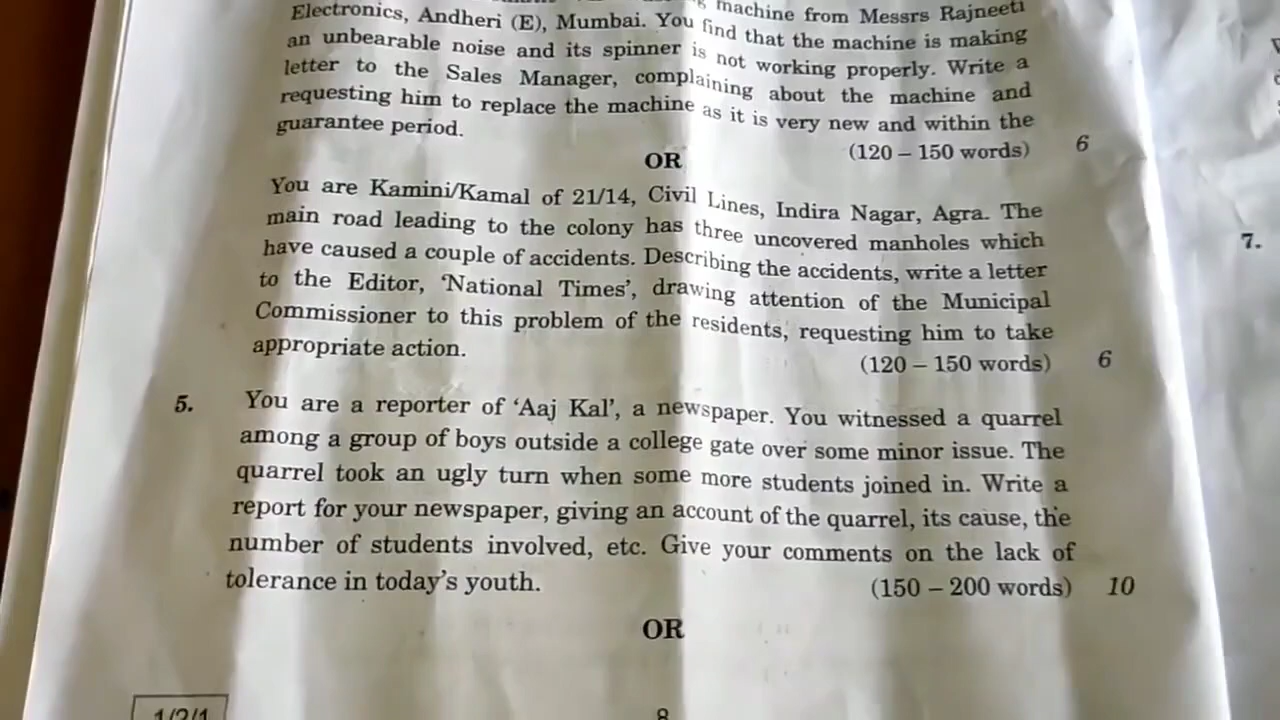 machine from Messrs Rajneeti
Electronics, Andheri (E), Mumbai. You find that the machine is making
an unbearable noise and its spinner is not working properly. Write a
letter to the Sales Manager, complaining about the machine and
requesting him to replace the machine as it is very new and within the
guarantee period.
(120 – 150 words) 6
OR
You are Kamini/Kamal of 21/14, Civil Lines, Indira Nagar, Agra. The
main road leading to the colony has three uncovered manholes which
have caused a couple of accidents. Describing the accidents, write a letter
to the Editor, ‘National Times’, drawing attention of the Municipal
Commissioner to this problem of the residents, requesting him to take
appropriate action.
(120 – 150 words) 6
5. You are a reporter of ‘Aaj Kal’, a newspaper. You witnessed a quarrel
among a group of boys outside a college gate over some minor issue. The
quarrel took an ugly turn when some more students joined in. Write a
report for your newspaper, giving an account of the quarrel, its cause, the
number of students involved, etc. Give your comments on the lack of
tolerance in today’s youth. (150 – 200 words) 10
OR
1/2/1
8
7.